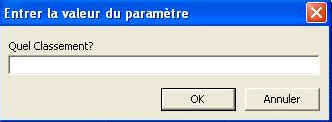 Entrer la valeur du paramètre
Quel Classement?
OK
Annuler